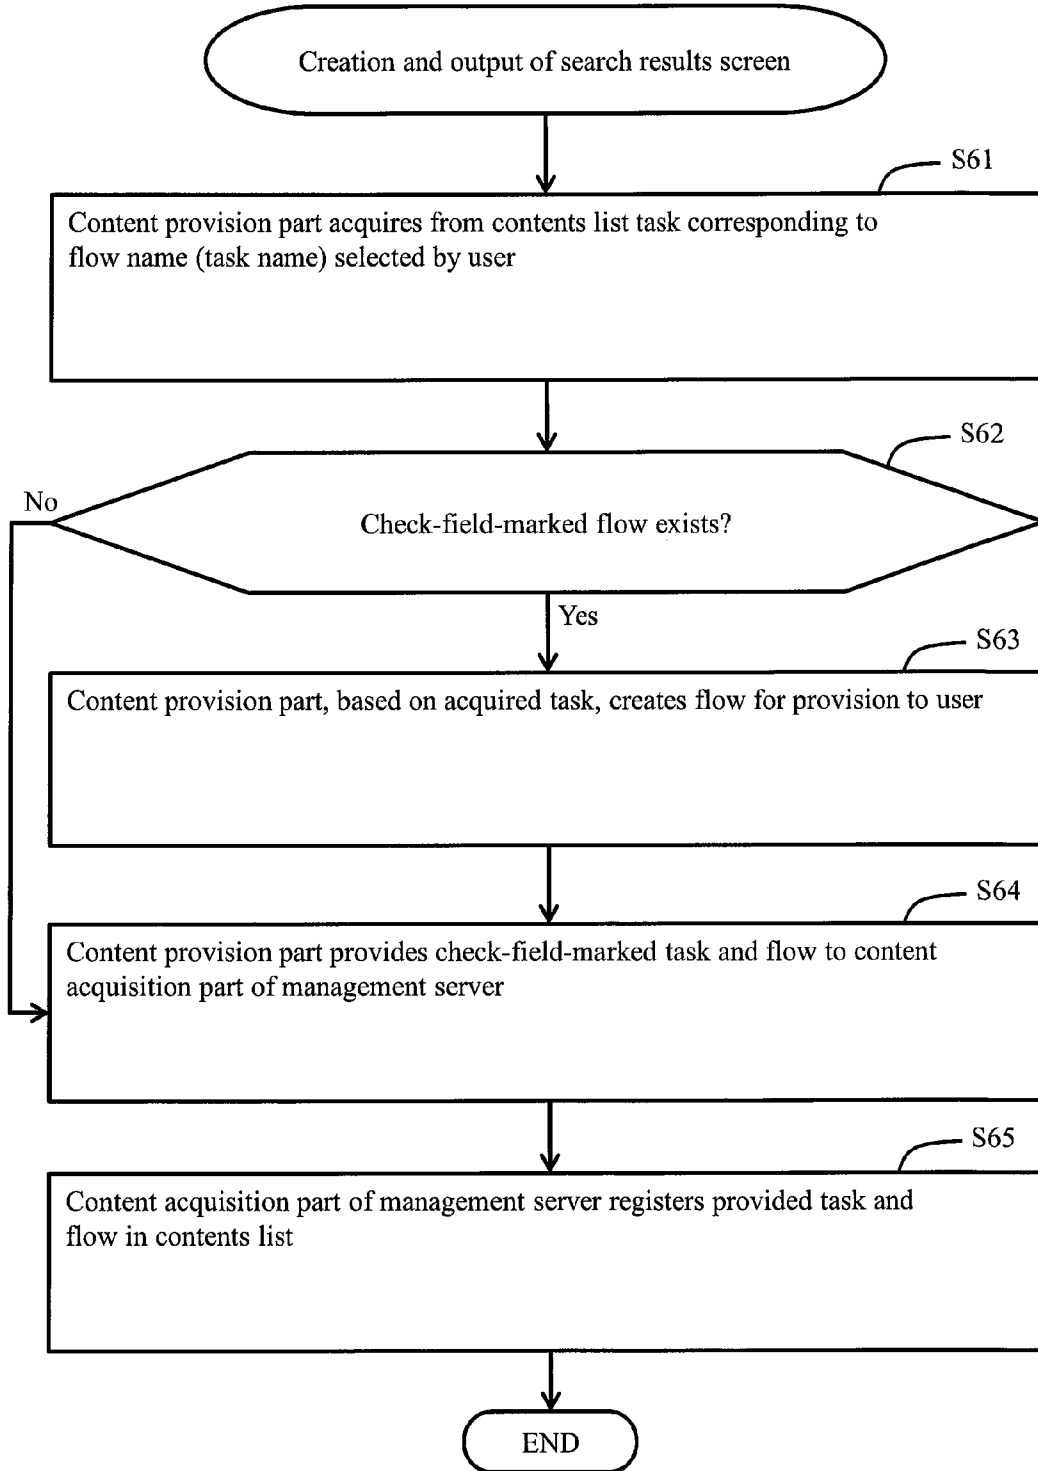 Creation and output of search results screen
S61
Content provision part acquires from contents list task corresponding to
flow name (task name) selected by user
S62
No
Check-field-marked flow exists?
Yes
S63
Content provision part, based on acquired task, creates flow for provision to user
S64
Content provision part provides check-field-marked task and flow to content
acquisition part of management server
S65
Content acquisition part of management server registers provided task and
flow in contents list
END